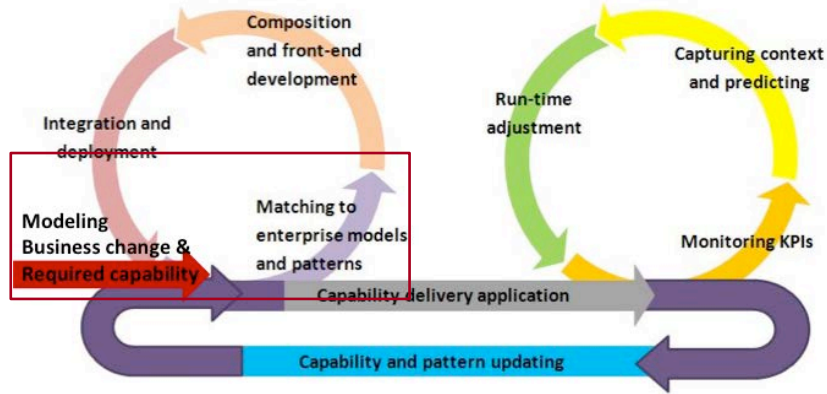 Composition
and front-end
development
Capturing context
and predicting
Run-time
adjustment
Integration and
deployment
Modeling
Business change &
Required capability
Matching to
enterprise models
and patterns
Monitoring KPIs
Capability delivery application
Capability and pattern updating